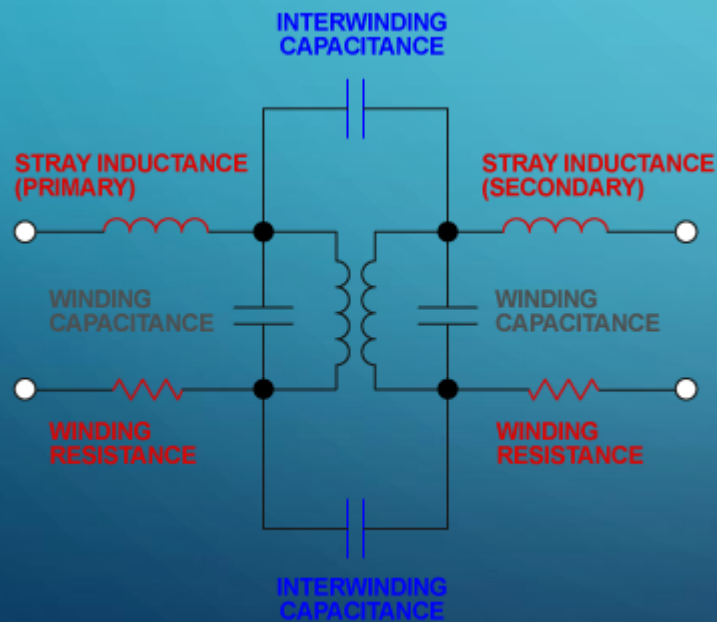 INTERWINDING
CAPACITANCE
STRAY INDUCTANCE
(PRIMARY)
STRAY INDUCTANCE
(SECONDARY)
WINDING
CAPACITANCE
WINDING
CAPACITANCE
WINDING
RESISTANCE
WINDING
RESISTANCE
INTERWINDING
CAPACITANCE